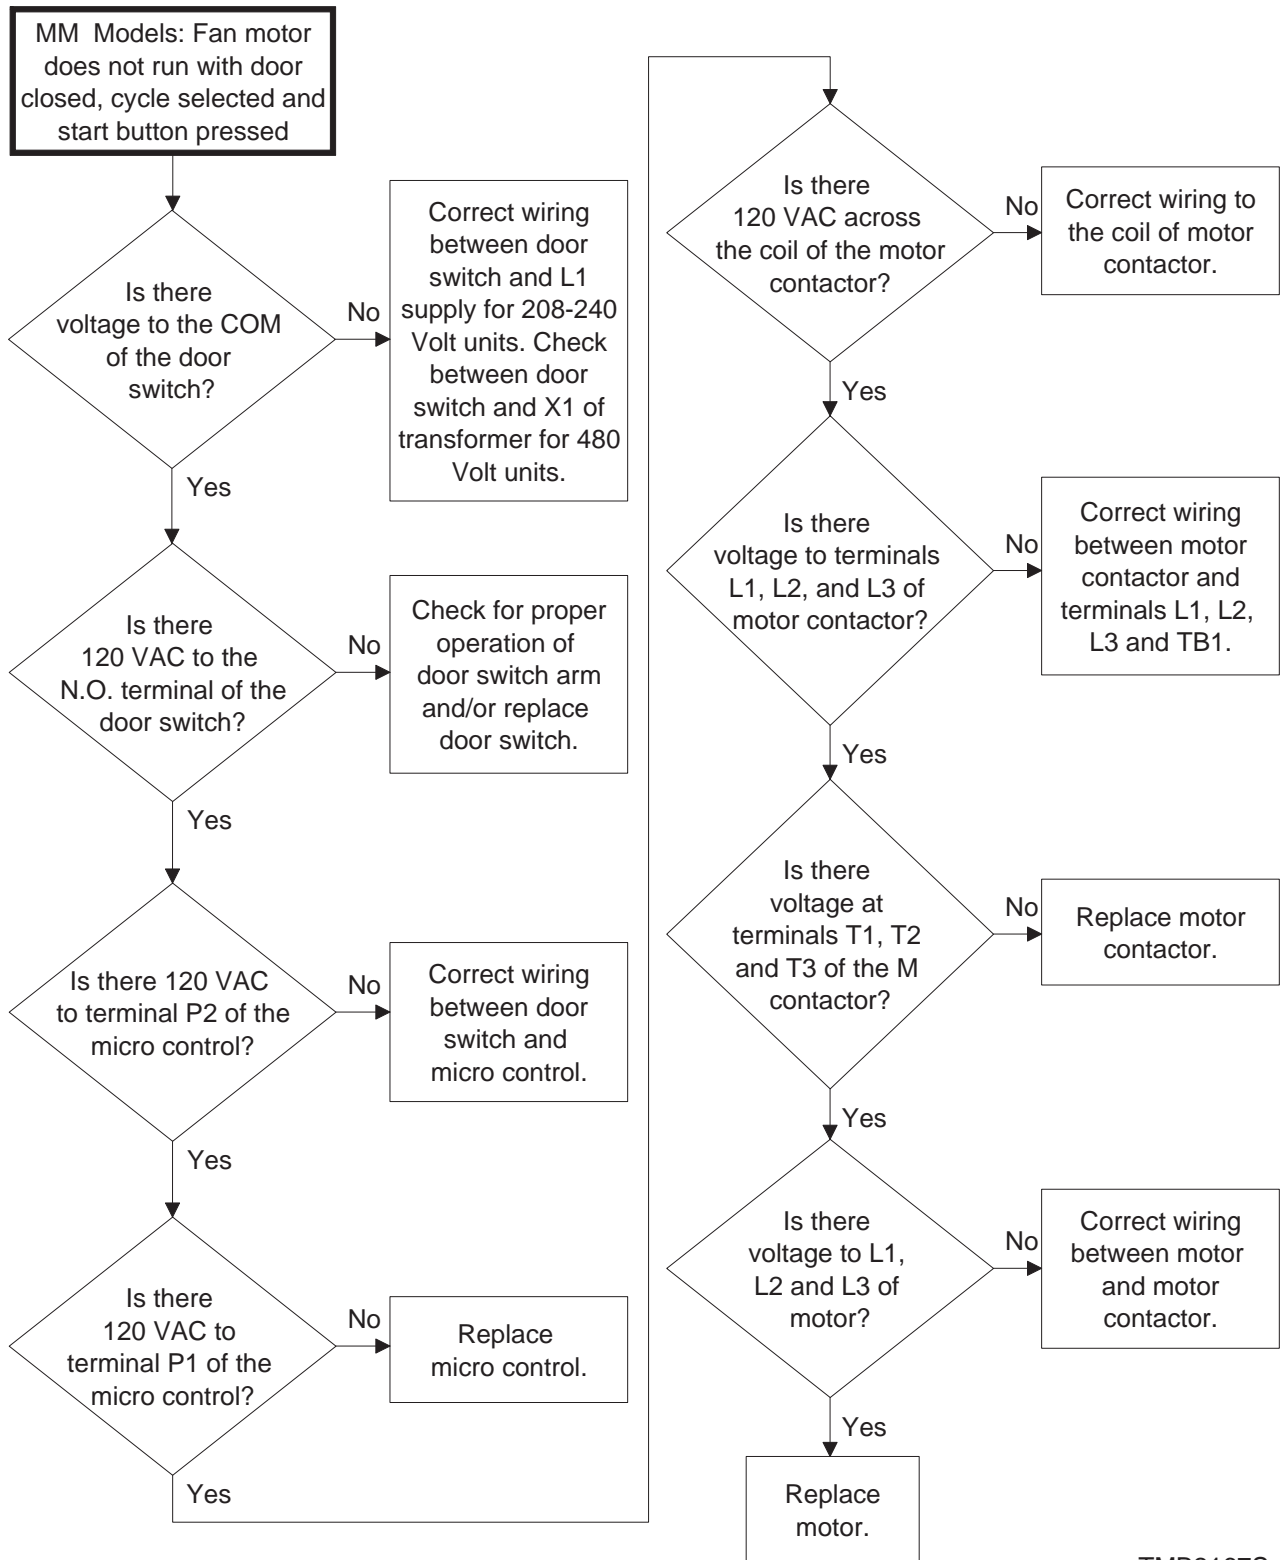 MM Models: Fan motor
does not run with door
closed, cycle selected and
start button pressed
Is there
voltage to the COM
of the door
switch?
No
Correct wiring
between door
switch and L1
supply for 208-240
Volt units. Check
between door
switch and X1 of
transformer for 480
Volt units.
Yes
Is there
120 VAC to the
N.O. terminal of the
door switch?
No
Check for proper
operation of
door switch arm
and/or replace
door switch.
Yes
Is there 120 VAC
to terminal P2 of the
micro control?
No
Correct wiring
between door
switch and
micro control.
Yes
Is there
120 VAC to
terminal P1 of the
micro control?
No
Replace
micro control.
Yes
Is there
120 VAC across
the coil of the motor
contactor?
No
Correct wiring to
the coil of motor
contactor.
Yes
Is there
voltage to terminals
L1, L2, and L3 of
motor contactor?
No
Correct wiring
between motor
contactor and
terminals L1, L2,
L3 and TB1.
Yes
Is there
voltage at
terminals T1, T2
and T3 of the M
contactor?
No
Replace motor
contactor.
Yes
Is there
voltage to L1,
L2 and L3 of
motor?
No
Correct wiring
between motor
and motor
contactor.
Yes
Replace
motor.